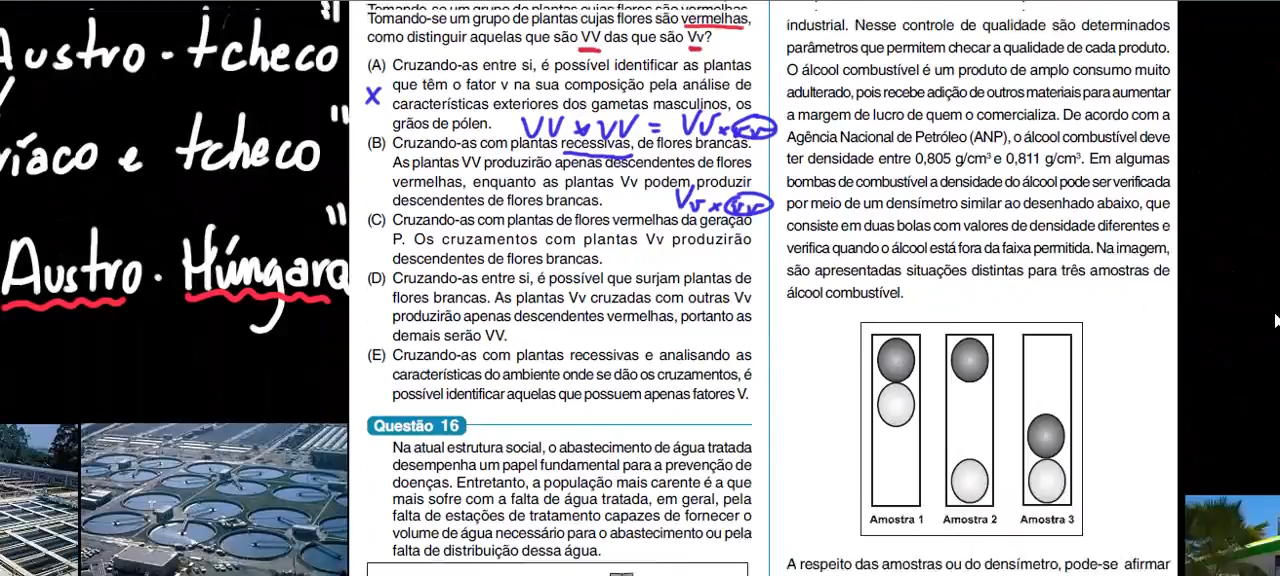 Austro-tcheco
"
ríaco e tcheco
"
Austro-Húngara
Tomando-se um grupo de plantas cujas flores são vermelhas,
Tomando-se um grupo de plantas cujas flores são vermelhas,
como distinguir aquelas que são VV das que são Vv?
(A) Cruzando-as entre si, é possível identificar as plantas
que têm o fator v na sua composição pela análise de
X
características exteriores dos gametas masculinos, os
grãos de pólen.
VV x VV = VV x vv
(B) Cruzando-as com plantas recessivas, de flores brancas.
As plantas VV produzirão apenas descendentes de flores
vermelhas, enquanto as plantas Vv podem produzir
descendentes de flores brancas.
Vv x vv
(C) Cruzando-as com plantas de flores vermelhas da geração
P. Os cruzamentos com plantas Vv produzirão
descendentes de flores brancas.
(D) Cruzando-as entre si, é possível que surjam plantas de
flores brancas. As plantas Vv cruzadas com outras Vv
produzirão apenas descendentes vermelhas, portanto as
demais serão VV.
(E) Cruzando-as com plantas recessivas e analisando as
características do ambiente onde se dão os cruzamentos, é
possível identificar aquelas que possuem apenas fatores V.
Questão 16
Na atual estrutura social, o abastecimento de água tratada
desempenha um papel fundamental para a prevenção de
doenças. Entretanto, a população mais carente é a que
mais sofre com a falta de água tratada, em geral, pela
falta de estações de tratamento capazes de fornecer o
volume de água necessário para o abastecimento ou pela
falta de distribuição dessa água.
industrial. Nesse controle de qualidade são determinados
parâmetros que permitem checar a qualidade de cada produto.
O álcool combustível é um produto de amplo consumo muito
adulterado, pois recebe adição de outros materiais para aumentar
a margem de lucro de quem o comercializa. De acordo com a
Agência Nacional de Petróleo (ANP), o álcool combustível deve
ter densidade entre 0,805 g/cm³ e 0,811 g/cm³. Em algumas
bombas de combustível a densidade do álcool pode ser verificada
por meio de um densímetro similar ao desenhado abaixo, que
consiste em duas bolas com valores de densidade diferentes e
verifica quando o álcool está fora da faixa permitida. Na imagem,
são apresentadas situações distintas para três amostras de
álcool combustível.
Amostra 1 Amostra 2 Amostra 3
A respeito das amostras ou do densímetro, pode-se afirmar